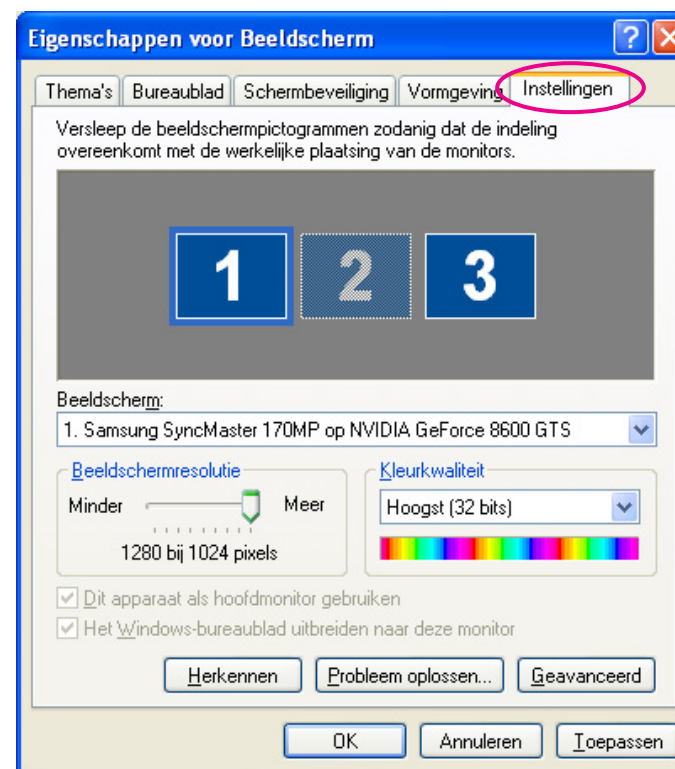 Eigenschappen voor Beeldscherm
Thema's Bureaublad Schermbeveiliging Vormgeving Instellingen
Versleep de beeldschermpictogrammen zodanig dat de indeling
overeenkomt met de werkelijke plaatsing van de monitors.
1 2 3
Beeldscherm:
1. Samsung SyncMaster 170MP op NVIDIA GeForce 8600 GTS
Beeldschermresolutie
Minder Meer
1280 bij 1024 pixels
Kleurkwaliteit
Hoogst (32 bits)
Dit apparaat als hoofdmonitor gebruiken
Het Windows-bureaublad uitbreiden naar deze monitor
Herkennen Probleem oplossen... Geavanceerd
OK Annuleren Toepassen